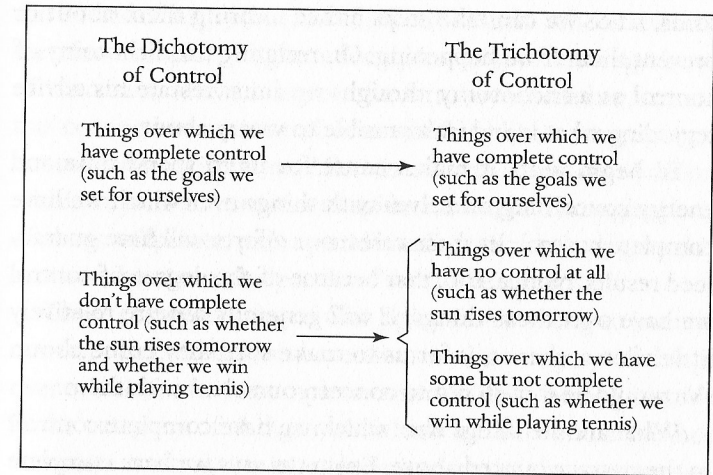 The Dichotomy
of Control
The Trichotomy
of Control
Things over which we
have complete control
(such as the goals we
set for ourselves)
Things over which we
have complete control
(such as the goals we
set for ourselves)
Things over which we
don't have complete
control (such as whether
the sun rises tomorrow
and whether we win
while playing tennis)
Things over which we
have no control at all
(such as whether the
sun rises tomorrow)
Things over which we have
some but not complete
control (such as whether we
win while playing tennis)